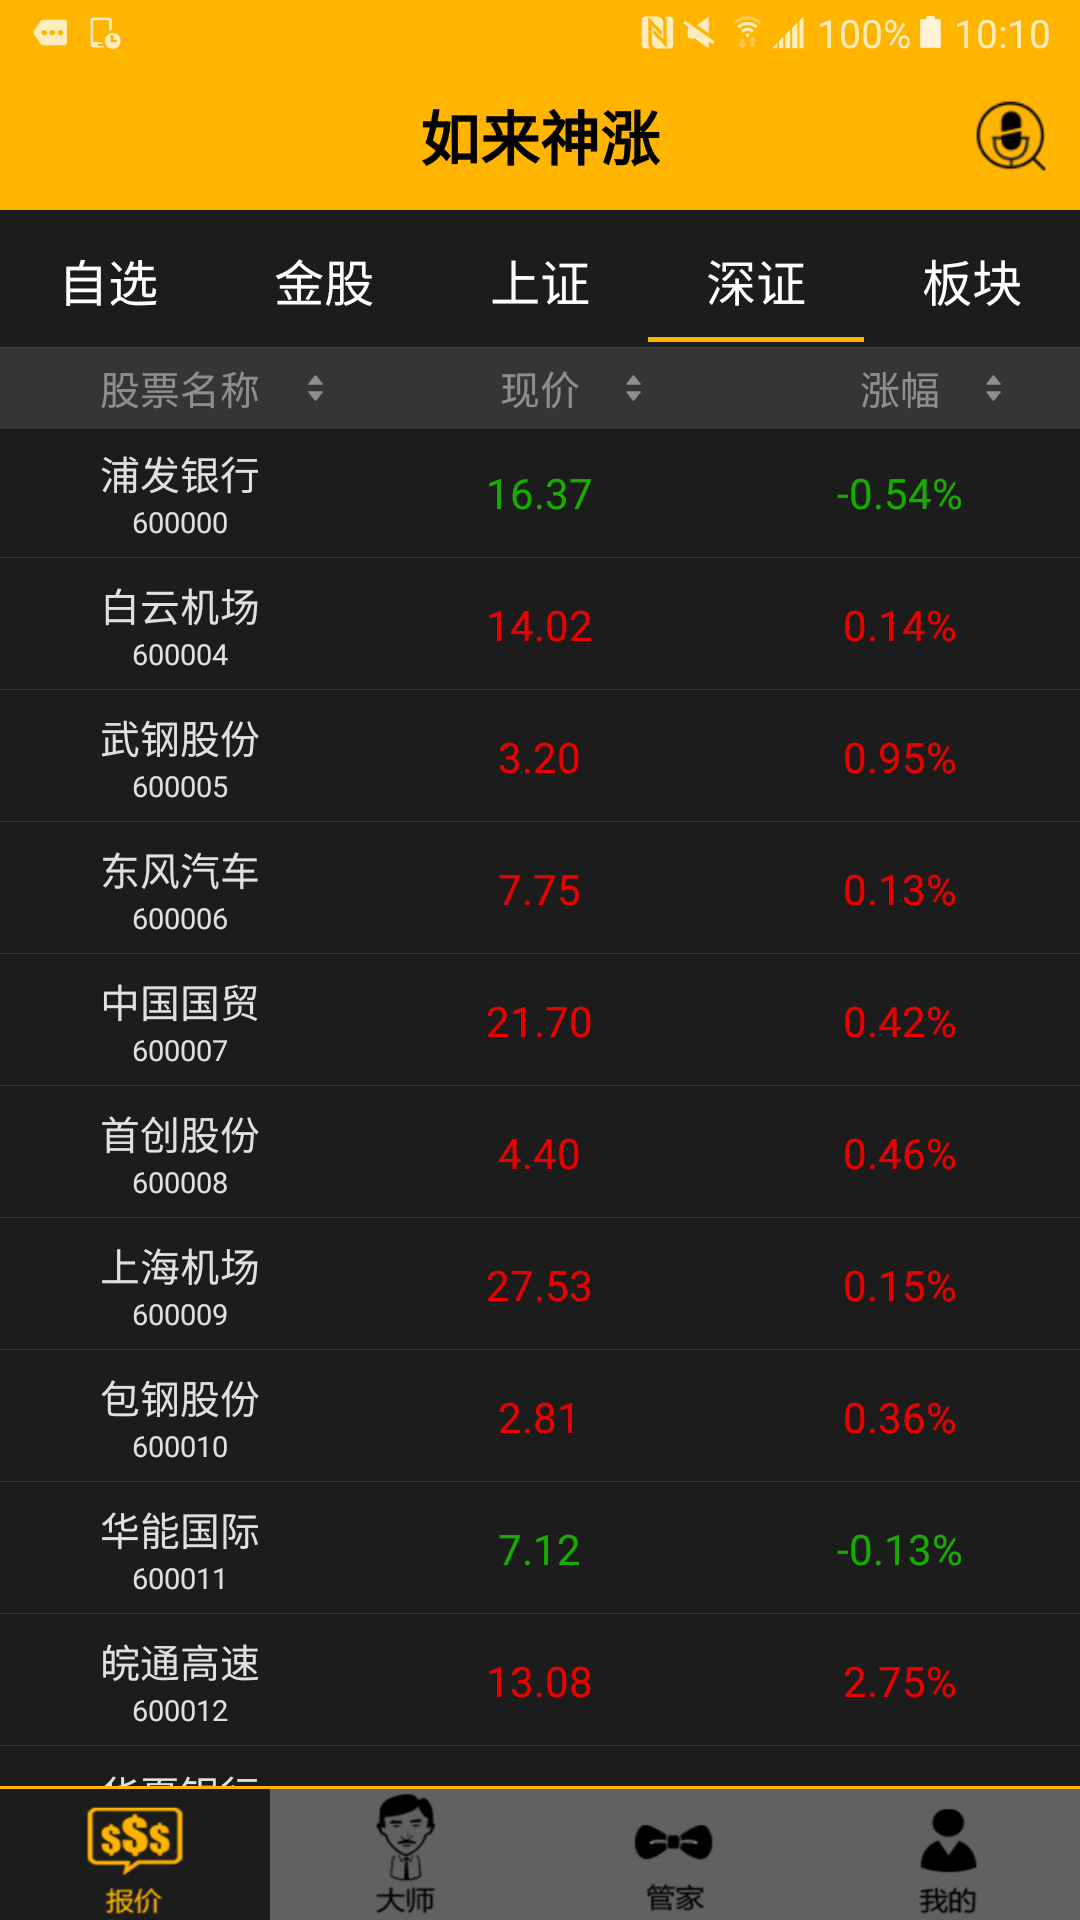 100% 10:10
如来神涨
自选 金股 上证 深证 板块
股票名称 现价 涨幅
浦发银行 16.37 -0.54%
600000
白云机场 14.02 0.14%
600004
武钢股份 3.20 0.95%
600005
东风汽车 7.75 0.13%
600006
中国国贸 21.70 0.42%
600007
首创股份 4.40 0.46%
600008
上海机场 27.53 0.15%
600009
包钢股份 2.81 0.36%
600010
华能国际 7.12 -0.13%
600011
皖通高速 13.08 2.75%
600012
华夏银行
$$$
报价 大师 管家 我的